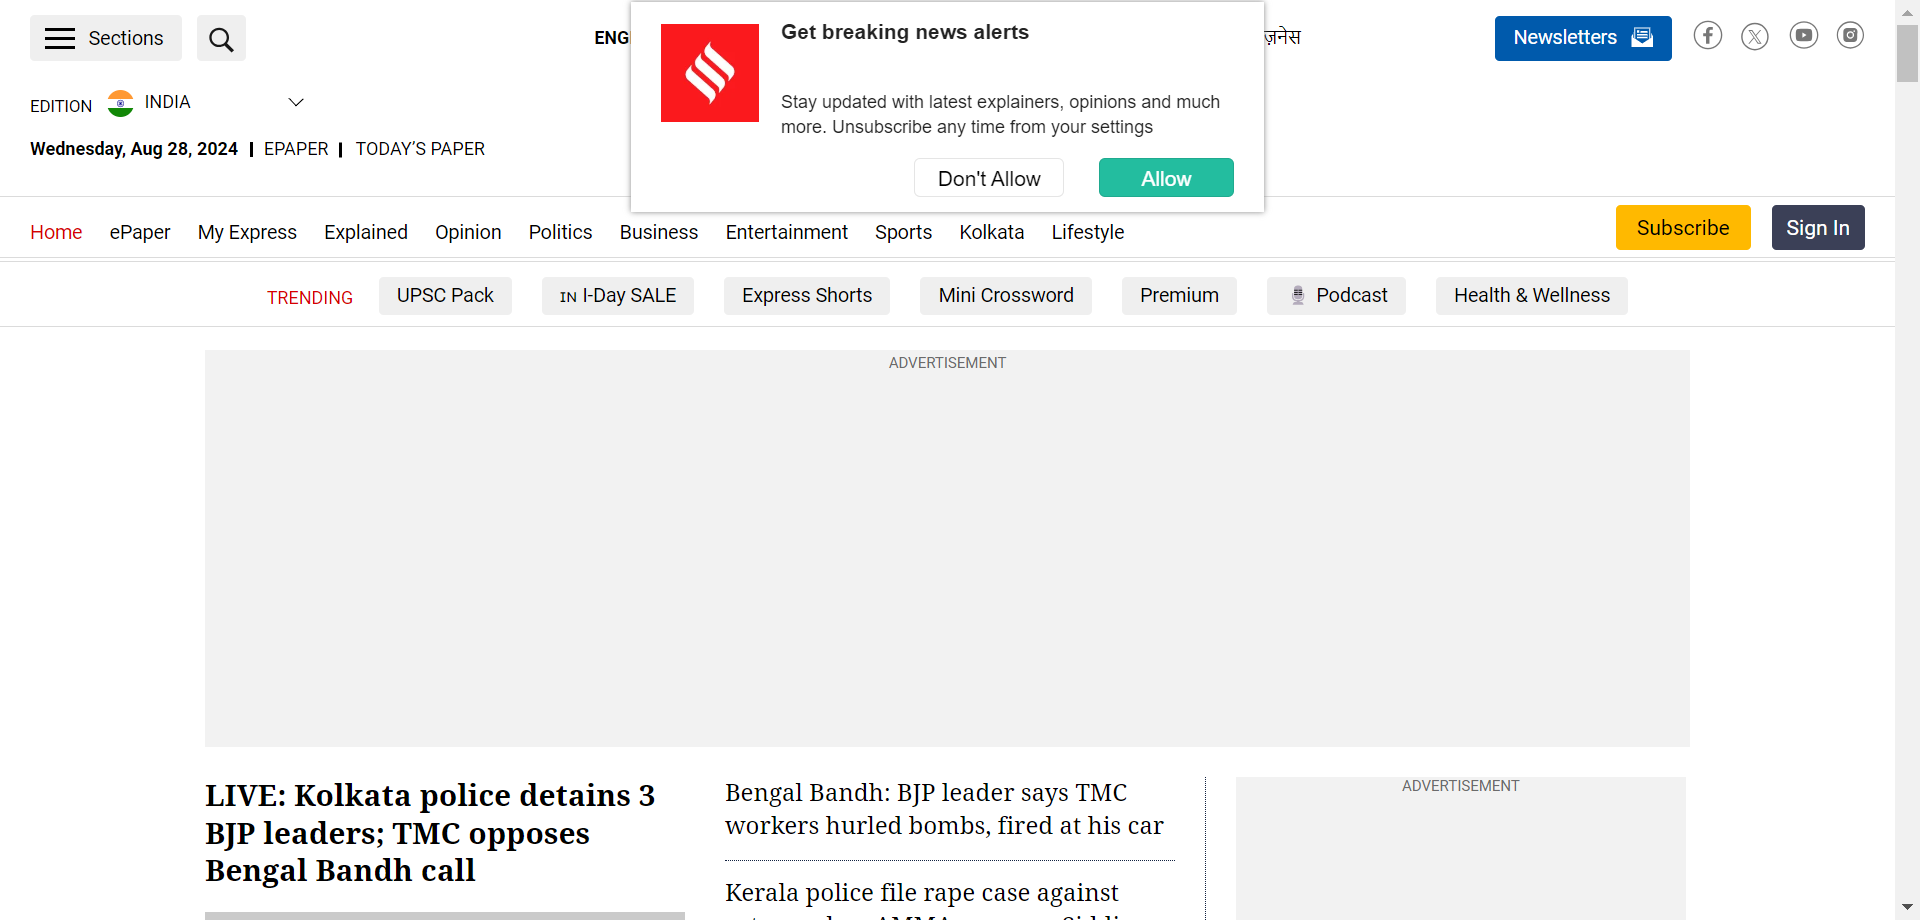 Sections
Get breaking news alerts
Stay updated with latest explainers, opinions and much
more. Unsubscribe any time from your settings
Don't Allow
Allow
Newsletters
EDITION
INDIA
Wednesday, Aug 28, 2024
EPAPER
TODAY'S PAPER
Home
ePaper
My Express
Explained
Opinion
Politics
Business
Entertainment
Sports
Kolkata
Lifestyle
Subscribe
Sign In
TRENDING
UPSC Pack
IN I-Day SALE
Express Shorts
Mini Crossword
Premium
Podcast
Health & Wellness
ADVERTISEMENT
LIVE: Kolkata police detains 3
BJP leaders; TMC opposes
Bengal Bandh call
Bengal Bandh: BJP leader says TMC
workers hurled bombs, fired at his car
Kerala police file rape case against
ADVERTISEMENT